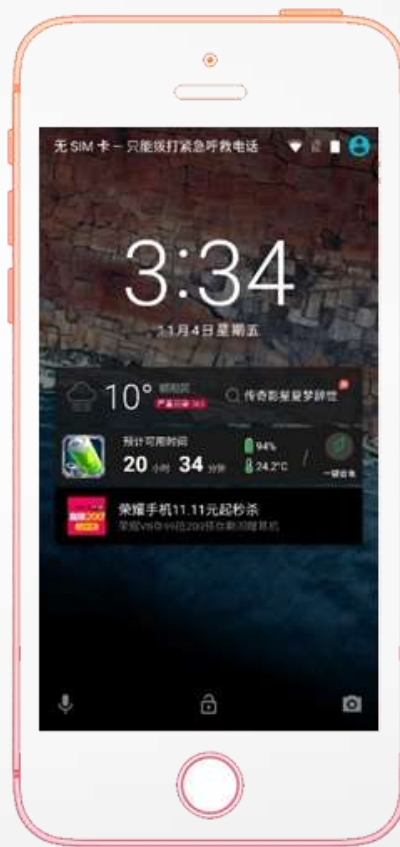 无 SIM 卡 – 只能拨打紧急呼救电话
3:34
11月4日星期五
10°
朝阳区
传奇影星夏梦辞世
预计可用时间
20 小时 34 分钟
94%
24.2°C
一键省电
荣耀手机11.11元起秒杀